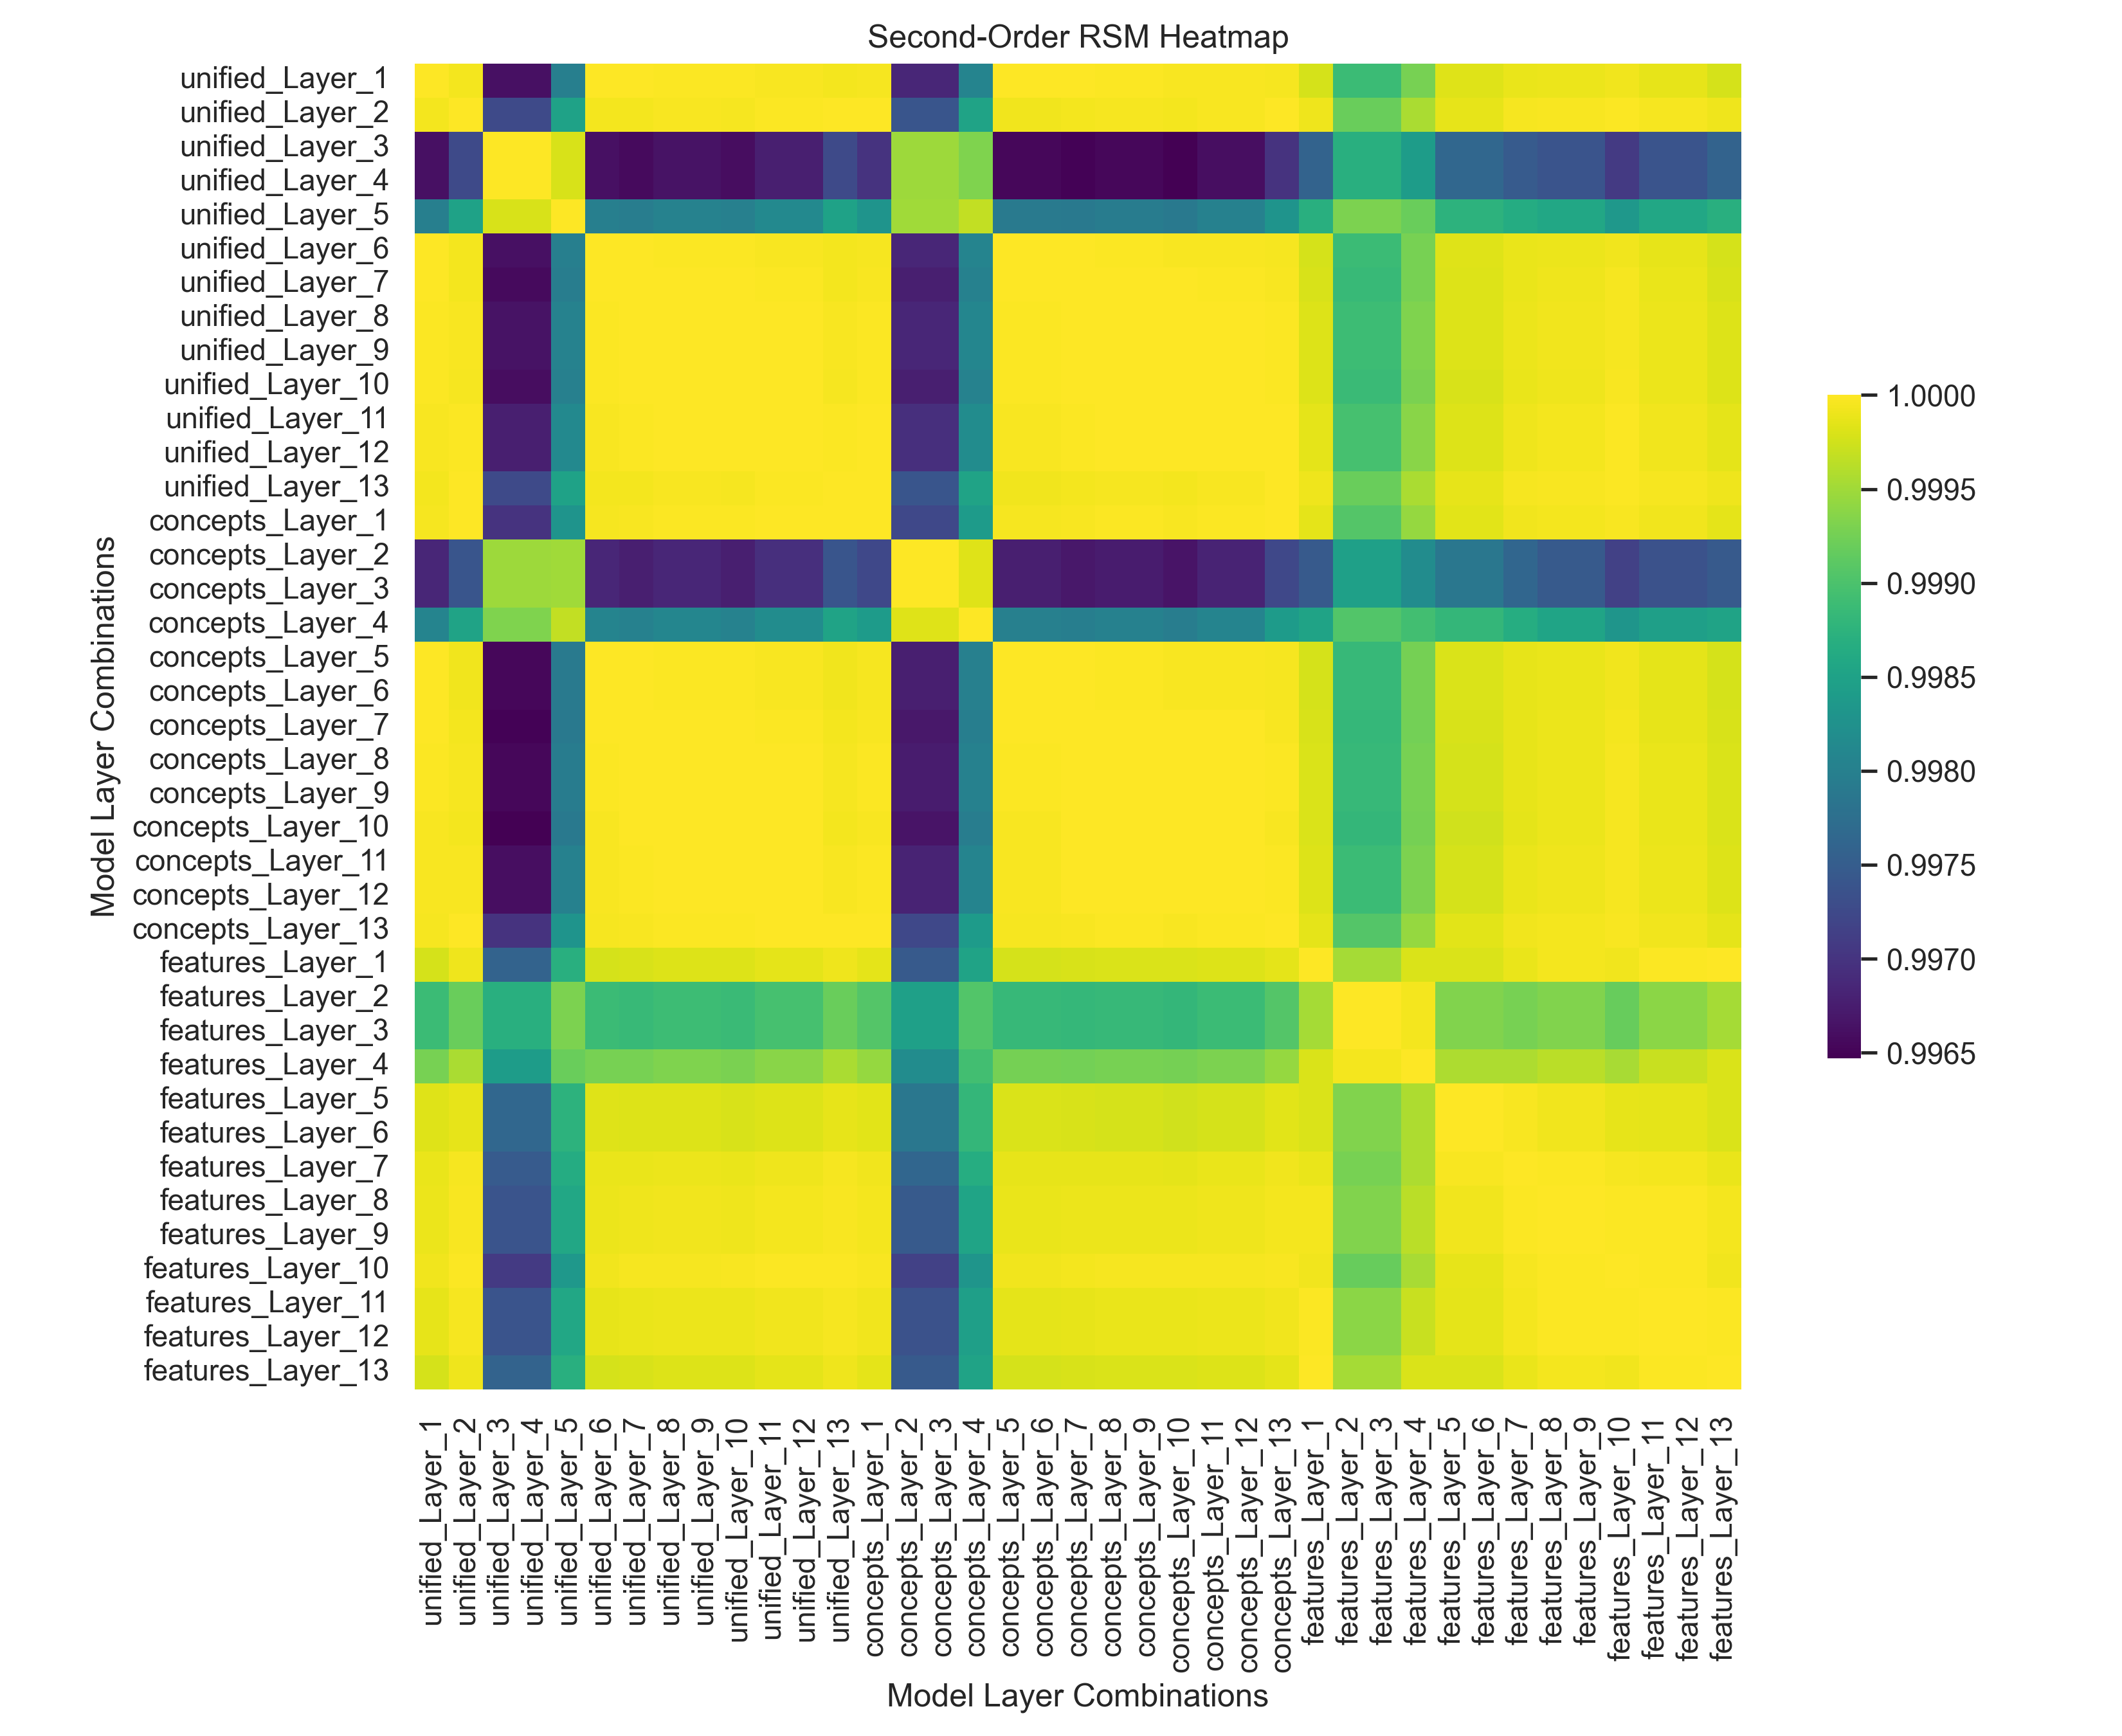 Second-Order RSM Heatmap
unified_Layer_1
unified_Layer_2
unified_Layer_3
unified_Layer_4
unified_Layer_5
unified_Layer_6
unified_Layer_7
unified_Layer_8
unified_Layer_9
unified_Layer_10
unified_Layer_11
unified_Layer_12
unified_Layer_13
concepts_Layer_1
concepts_Layer_2
concepts_Layer_3
concepts_Layer_4
concepts_Layer_5
concepts_Layer_6
concepts_Layer_7
concepts_Layer_8
concepts_Layer_9
concepts_Layer_10
concepts_Layer_11
concepts_Layer_12
concepts_Layer_13
features_Layer_1
features_Layer_2
features_Layer_3
features_Layer_4
features_Layer_5
features_Layer_6
features_Layer_7
features_Layer_8
features_Layer_9
features_Layer_10
features_Layer_11
features_Layer_12
features_Layer_13
Model Layer Combinations
unified_Layer_1
unified_Layer_2
unified_Layer_3
unified_Layer_4
unified_Layer_5
unified_Layer_6
unified_Layer_7
unified_Layer_8
unified_Layer_9
unified_Layer_10
unified_Layer_11
unified_Layer_12
unified_Layer_13
concepts_Layer_1
concepts_Layer_2
concepts_Layer_3
concepts_Layer_4
concepts_Layer_5
concepts_Layer_6
concepts_Layer_7
concepts_Layer_8
concepts_Layer_9
concepts_Layer_10
concepts_Layer_11
concepts_Layer_12
concepts_Layer_13
features_Layer_1
features_Layer_2
features_Layer_3
features_Layer_4
features_Layer_5
features_Layer_6
features_Layer_7
features_Layer_8
features_Layer_9
features_Layer_10
features_Layer_11
features_Layer_12
features_Layer_13
Model Layer Combinations
1.0000
0.9995
0.9990
0.9985
0.9980
0.9975
0.9970
0.9965